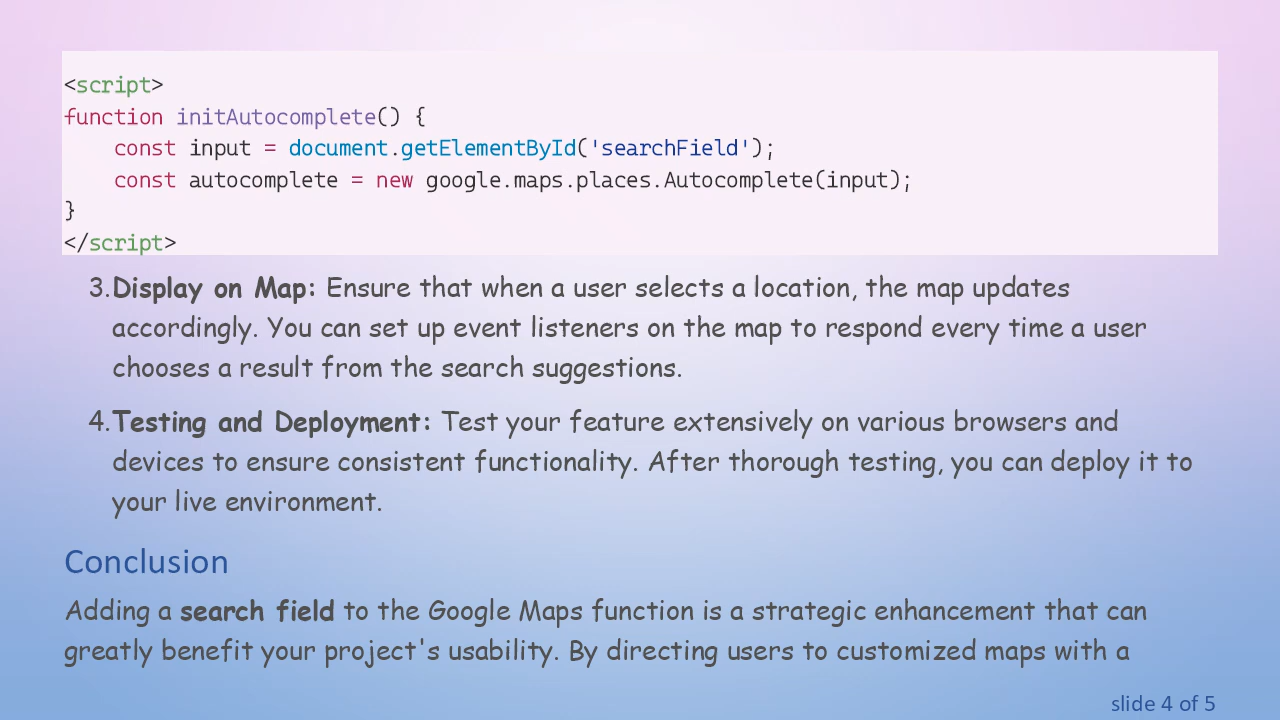 <script>
function initAutocomplete() {
    const input = document.getElementById('searchField');
    const autocomplete = new google.maps.places.Autocomplete(input);
}
</script>
3. Display on Map: Ensure that when a user selects a location, the map updates
accordingly. You can set up event listeners on the map to respond every time a user
chooses a result from the search suggestions.
4. Testing and Deployment: Test your feature extensively on various browsers and
devices to ensure consistent functionality. After thorough testing, you can deploy it to
your live environment.
Conclusion
Adding a search field to the Google Maps function is a strategic enhancement that can
greatly benefit your project's usability. By directing users to customized maps with a
slide 4 of 5